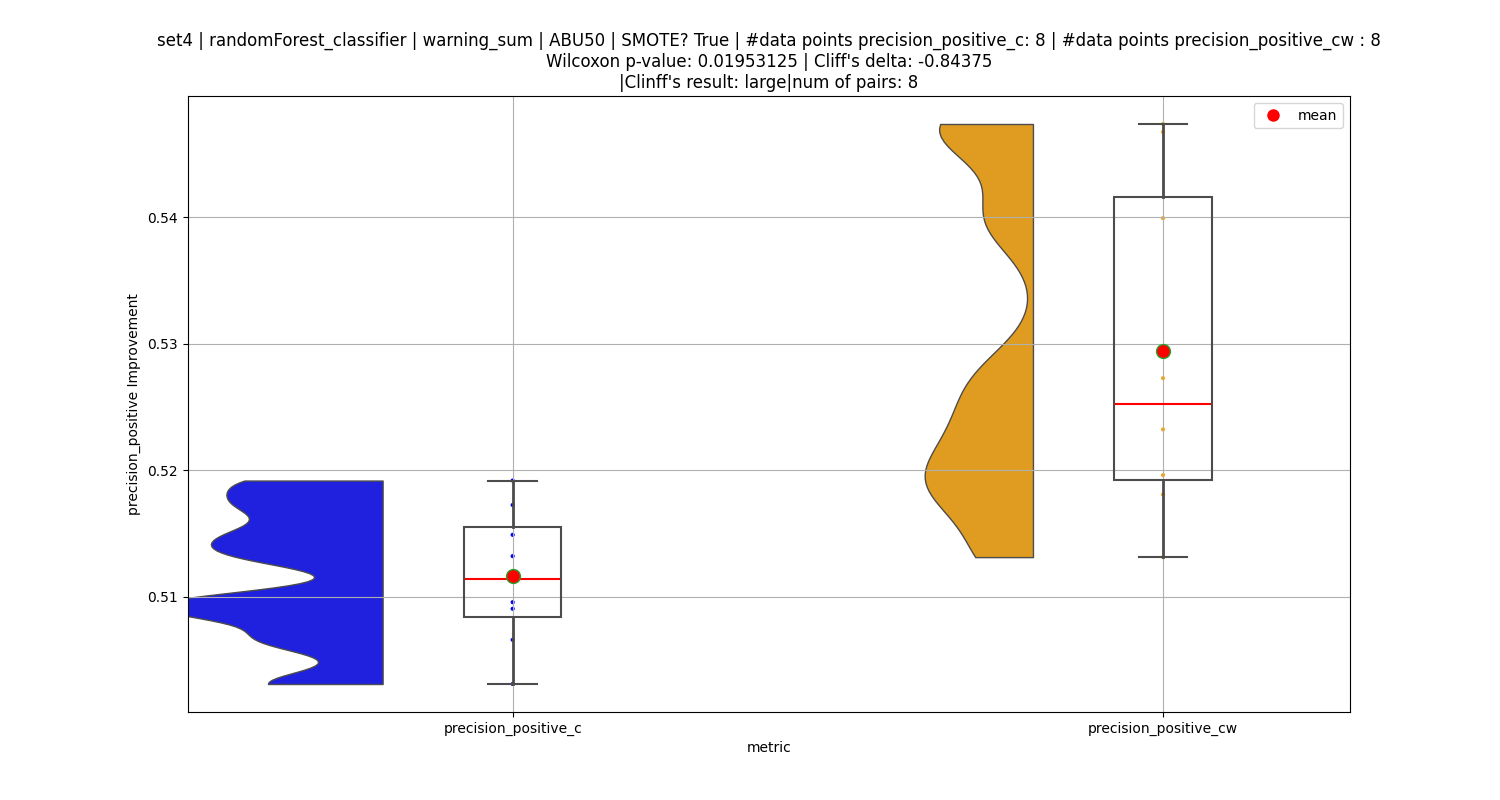 set4 | randomForest_classifier | warning_sum | ABU50 | SMOTE? True | #data points precision_positive_c: 8 | #data points precision_positive_cw : 8
Wilcoxon p-value: 0.01953125 | Cliff's delta: -0.84375
|Clinff's result: large|num of pairs: 8
mean
0.54
0.53
0.52
0.51
precision_positive Improvement
precision_positive_c
precision_positive_cw
metric